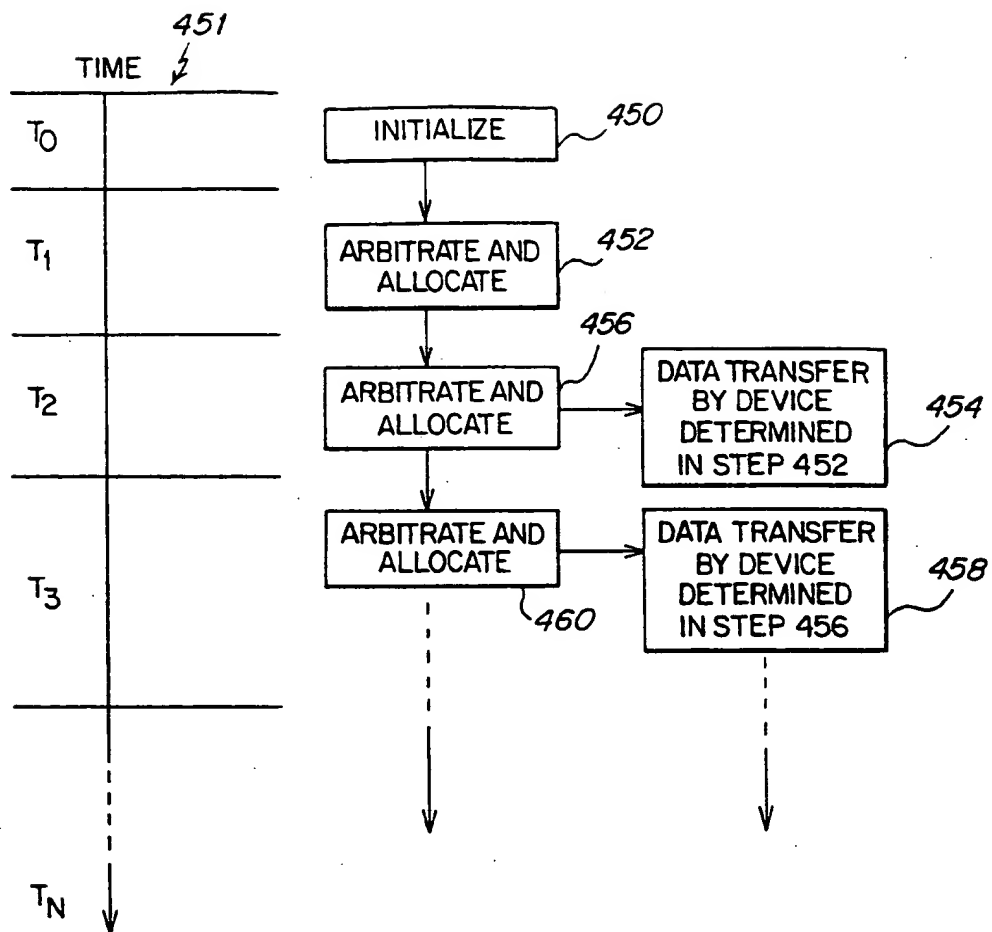 451
TIME
T0
INITIALIZE
450
T1
ARBITRATE AND
ALLOCATE
452
T2
ARBITRATE AND
ALLOCATE
456
DATA TRANSFER
BY DEVICE
DETERMINED
IN STEP 452
454
T3
ARBITRATE AND
ALLOCATE
460
DATA TRANSFER
BY DEVICE
DETERMINED
IN STEP 456
458
TN